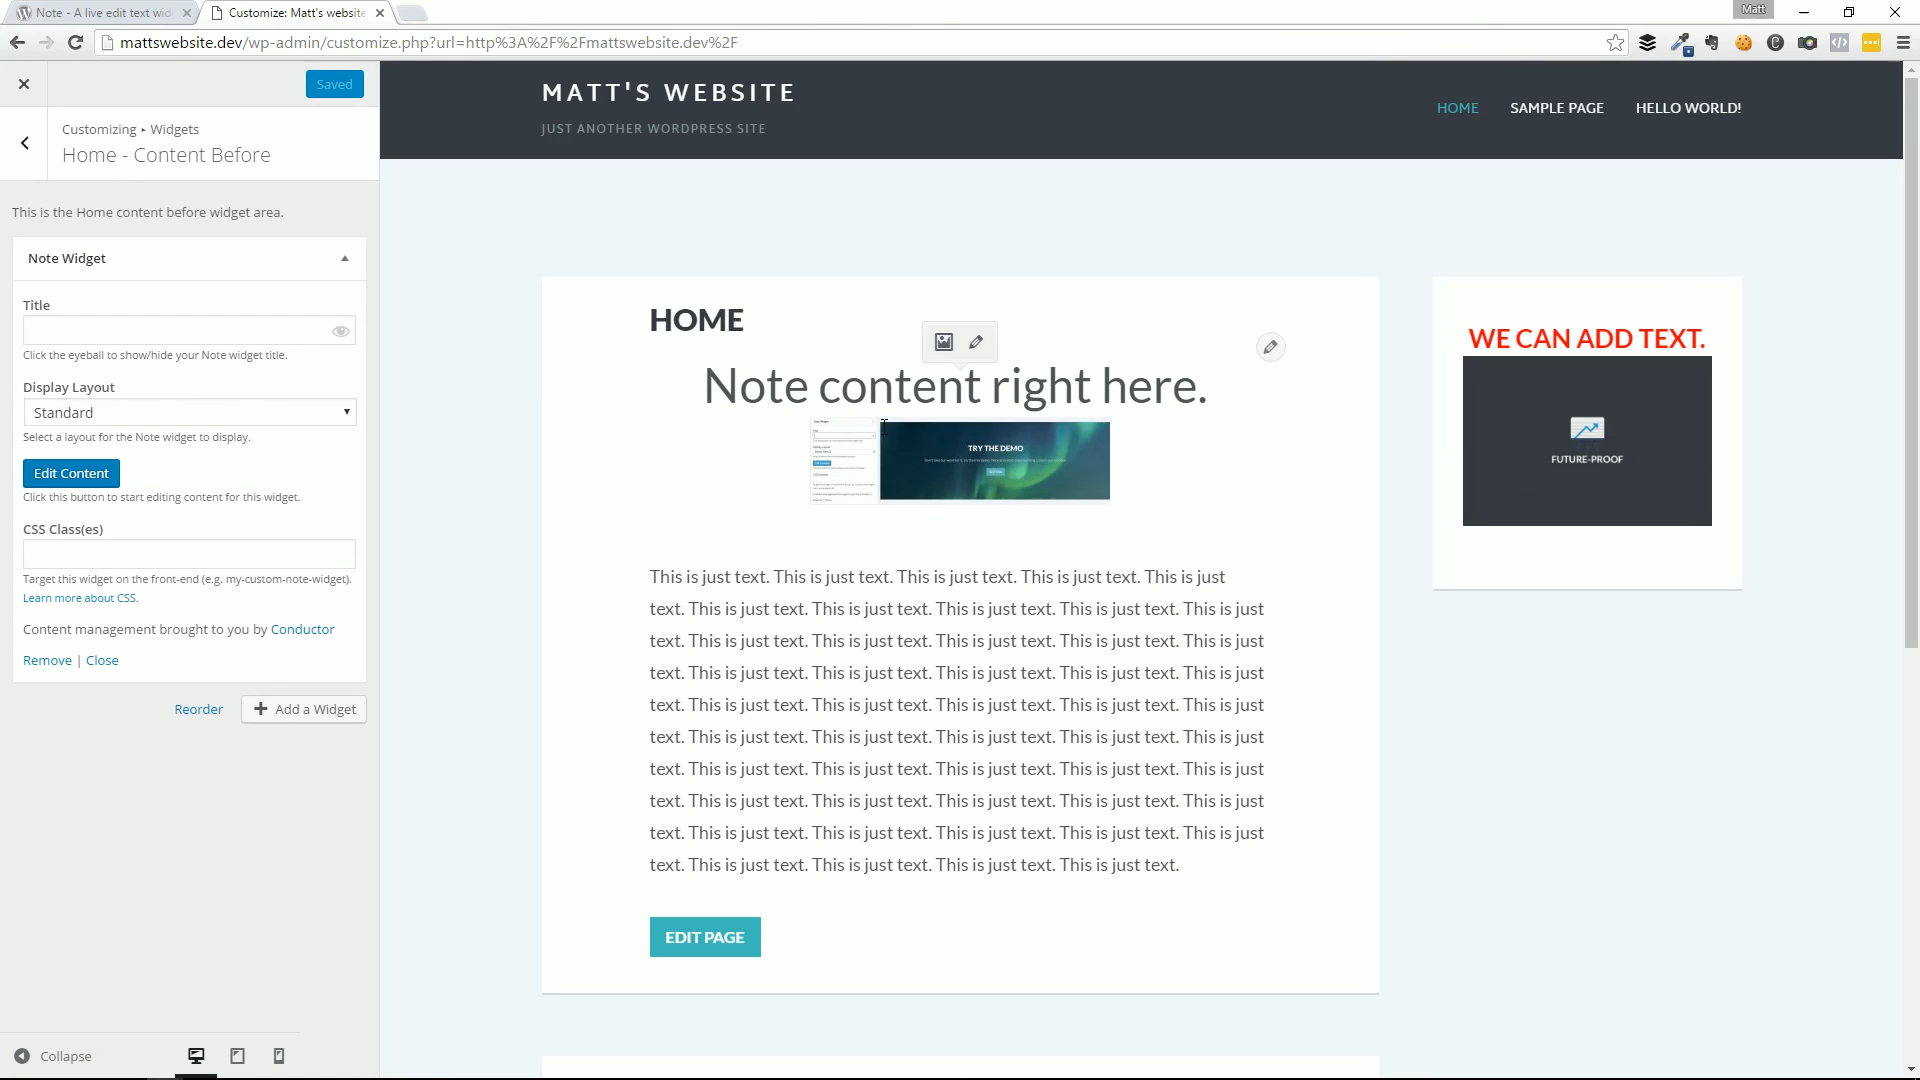 Note - A live edit text wid
Customize: Matt's website
Matt
mattswebsite.dev/wp-admin/customize.php?url=http%3A%2F%2Fmattswebsite.dev%2F
Saved
Customizing ▸ Widgets
Home - Content Before
This is the Home content before widget area.
Note Widget
Title
Click the eyeball to show/hide your Note widget title.
Display Layout
Standard
Select a layout for the Note widget to display.
Edit Content
Click this button to start editing content for this widget.
CSS Class(es)
Target this widget on the front-end (e.g. my-custom-note-widget).
Learn more about CSS.
Content management brought to you by Conductor
Remove | Close
Reorder
Add a Widget
Collapse
MATT'S WEBSITE
JUST ANOTHER WORDPRESS SITE
HOME SAMPLE PAGE HELLO WORLD!
HOME
Note content right here.
TRY THE DEMO
This is just text. This is just text. This is just text. This is just text. This is just
text. This is just text. This is just text. This is just text. This is just text. This is just
text. This is just text. This is just text. This is just text. This is just text. This is just
text. This is just text. This is just text. This is just text. This is just text. This is just
text. This is just text. This is just text. This is just text. This is just text. This is just
text. This is just text. This is just text. This is just text. This is just text. This is just
text. This is just text. This is just text. This is just text. This is just text. This is just
text. This is just text. This is just text. This is just text. This is just text. This is just
text. This is just text. This is just text. This is just text. This is just text. This is just
text. This is just text. This is just text. This is just text. This is just text.
EDIT PAGE
WE CAN ADD TEXT.
FUTURE-PROOF